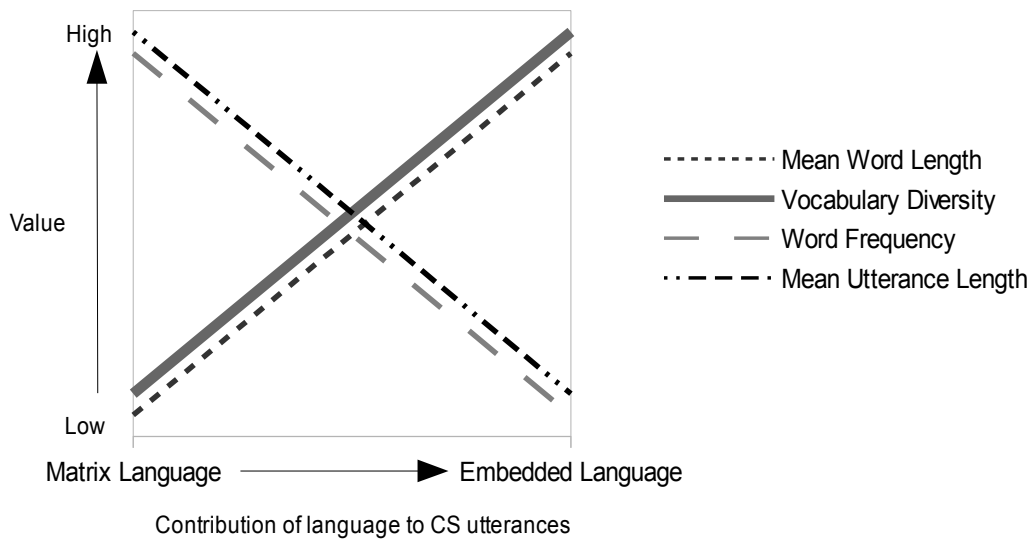 High
Value
Low
Matrix Language
Embedded Language
Contribution of language to CS utterances
Mean Word Length
Vocabulary Diversity
Word Frequency
Mean Utterance Length